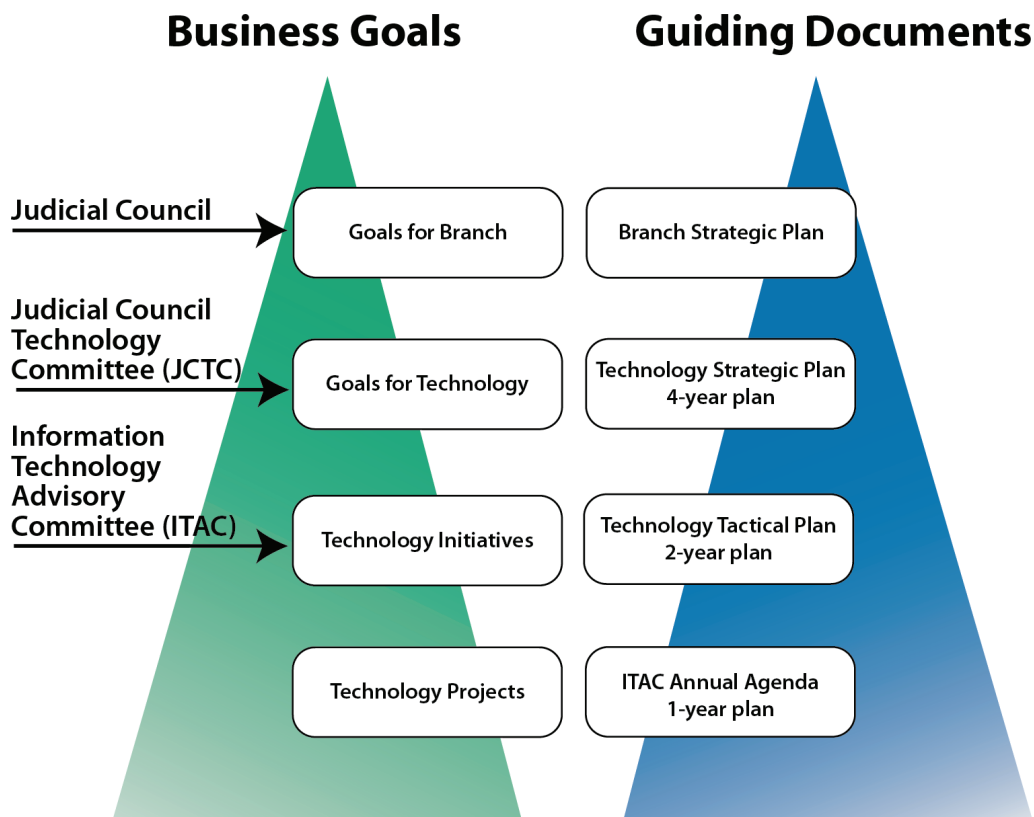 Business Goals
Guiding Documents
Judicial Council
Goals for Branch
Branch Strategic Plan
Judicial Council
Technology
Committee (JCTC)
Goals for Technology
Technology Strategic Plan
4-year plan
Information
Technology
Advisory
Committee (ITAC)
Technology Initiatives
Technology Tactical Plan
2-year plan
Technology Projects
ITAC Annual Agenda
1-year plan